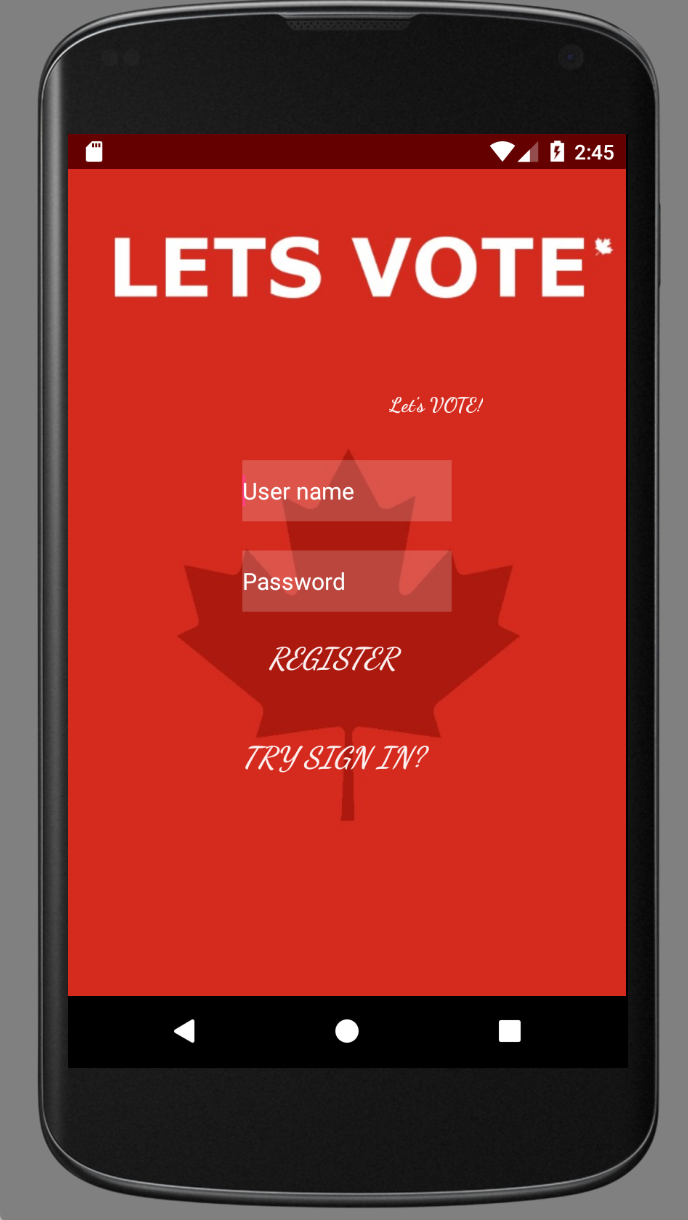 2:45
LETS VOTE
Let's VOTE!
User name
Password
REGISTER
TRY SIGN IN?